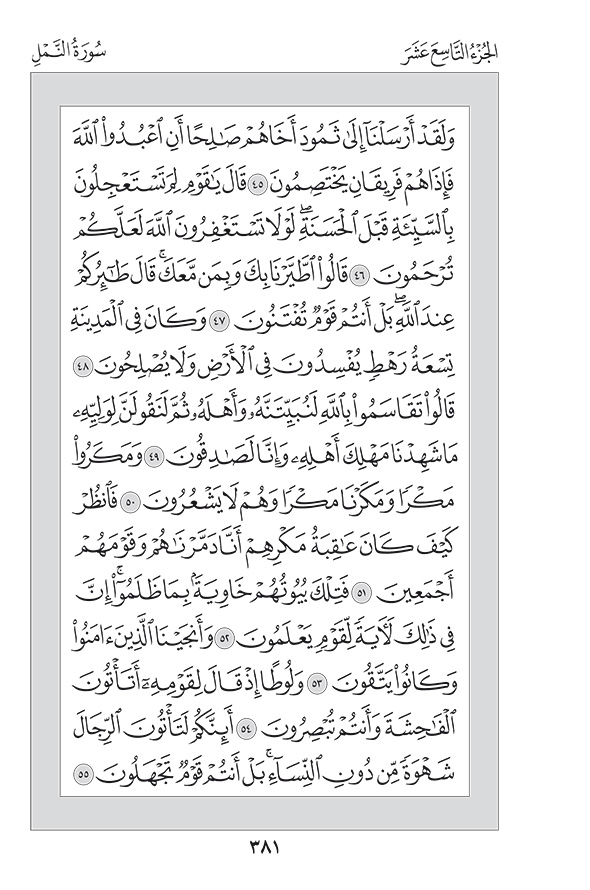 الجُزْءُ التَّاسِعَ عَشَرَ
سُورَةُ النَّمْلِ
وَلَقَدْ أَرْسَلْنَآ إِلَىٰ ثَمُودَ أَخَاهُمْ صَٰلِحًا أَنِ ٱعْبُدُوا۟ ٱللَّهَ
فَإِذَا هُمْ فَرِيقَانِ يَخْتَصِمُونَ ٤٥ قَالَ يَٰقَوْمِ لِمَ تَسْتَعْجِلُونَ
بِٱلسَّيِّئَةِ قَبْلَ ٱلْحَسَنَةِۖ لَوْلَا تَسْتَغْفِرُونَ ٱللَّهَ لَعَلَّكُمْ
تُرْحَمُونَ ٤٦ قَالُوا۟ ٱطَّيَّرْنَا بِكَ وَبِمَن مَّعَكَۚ قَالَ طَٰٓئِرُكُمْ
عِندَ ٱللَّهِۖ بَلْ أَنتُمْ قَوْمٌ تُفْتَنُونَ ٤٧ وَكَانَ فِى ٱلْمَدِينَةِ
تِسْعَةُ رَهْطٍ يُفْسِدُونَ فِى ٱلْأَرْضِ وَلَا يُصْلِحُونَ ٤٨
قَالُوا۟ تَقَاسَمُوا۟ بِٱللَّهِ لَنُبَيِّتَنَّهُۥ وَأَهْلَهُۥ ثُمَّ لَنَقُولَنَّ لِوَلِيِّهِۦ
مَا شَهِدْنَا مَهْلِكَ أَهْلِهِۦ وَإِنَّا لَصَٰدِقُونَ ٤٩ وَمَكَرُوا۟
مَكْرًا وَمَكَرْنَا مَكْرًا وَهُمْ لَا يَشْعُرُونَ ٥٠ فَٱنظُرْ
كَيْفَ كَانَ عَٰقِبَةُ مَكْرِهِمْ أَنَّا دَمَّرْنَٰهُمْ وَقَوْمَهُمْ
أَجْمَعِينَ ٥١ فَتِلْكَ بُيُوتُهُمْ خَاوِيَةًۢ بِمَا ظَلَمُوٓا۟ۚ إِنَّ
فِى ذَٰلِكَ لَءَايَةً لِّقَوْمٍ يَعْلَمُونَ ٥٢ وَأَنجَيْنَا ٱلَّذِينَ ءَامَنُوا۟
وَكَانُوا۟ يَتَّقُونَ ٥٣ وَلُوطًا إِذْ قَالَ لِقَوْمِهِۦٓ أَتَأْتُونَ
ٱلْفَٰحِشَةَ وَأَنتُمْ تُبْصِرُونَ ٥٤ أَئِنَّكُمْ لَتَأْتُونَ ٱلرِّجَالَ
شَهْوَةً مِّن دُونِ ٱلنِّسَآءِۚ بَلْ أَنتُمْ قَوْمٌ تَجْهَلُونَ ٥٥
٣٨١